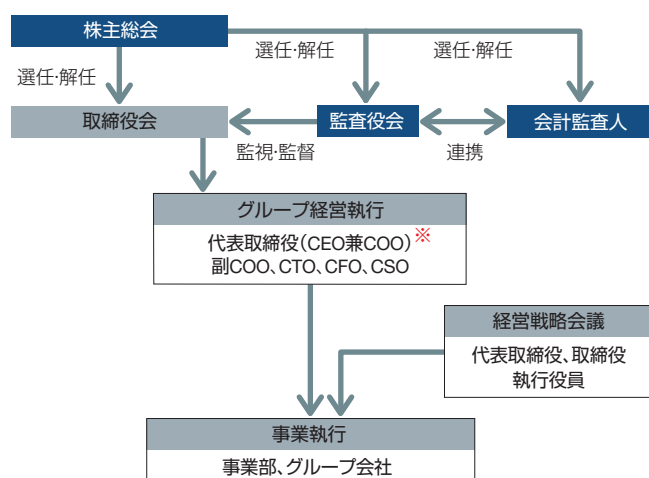 株主総会
選任·解任
選任·解任
選任·解任
取締役会
監査役会
会計監査人
監視·監督
連携
グループ経営執行
代表取締役(CEO兼COO)※
副COO、CTO、CFO、CSO
経営戦略会議
代表取締役、取締役
執行役員
事業執行
事業部、グループ会社